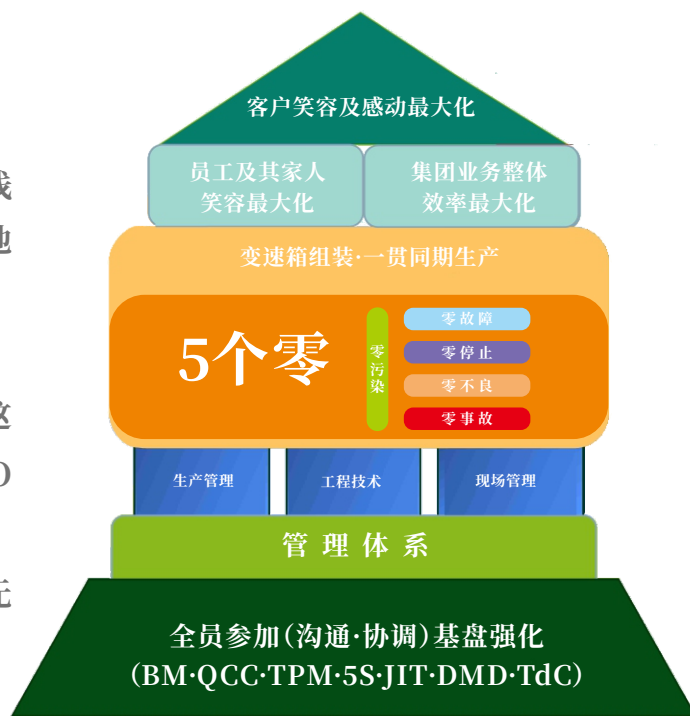 客户笑容及感动最大化
员工及其家人
笑容最大化
集团业务整体
效率最大化
变速箱组装·一贯同期生产
5个零
零污染
零故障
零停止
零不良
零事故
生产管理
工程技术
现场管理
管理体系
全员参加(沟通·协调)基盘强化
(BM·QCC·TPM·5S·JIT·DMD·TdC)